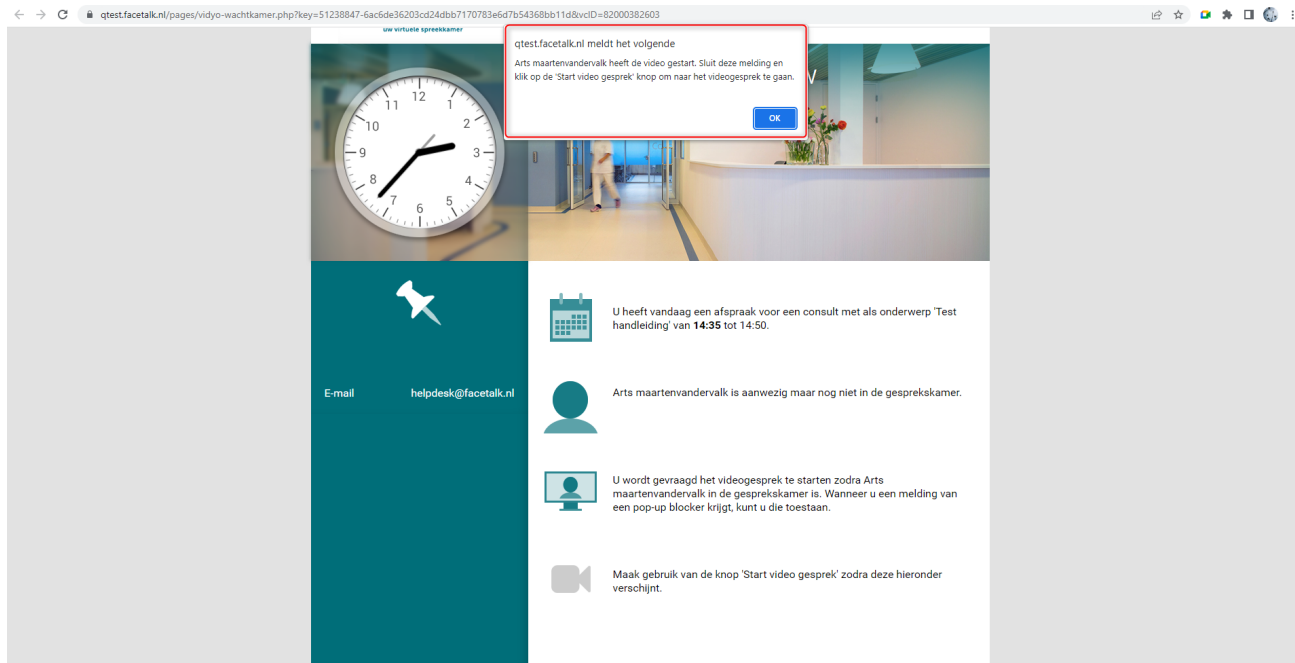 qtest.facetalk.nl/pages/vidyo-wachtkamer.php?key=51238847-6ac6de36203cd24dbb7170783e6d7b54368bb11d&vcID=82000382603
uw virtuele spreekkamer
qtest.facetalk.nl meldt het volgende
Arts maartenvandervalk heeft de video gestart. Sluit deze melding en
klik op de 'Start video gesprek' knop om naar het videogesprek te gaan.
OK
12
1
2
3
4
5
6
7
8
9
10
11
U heeft vandaag een afspraak voor een consult met als onderwerp 'Test
handleiding' van 14:35 tot 14:50.
E-mail helpdesk@facetalk.nl
Arts maartenvandervalk is aanwezig maar nog niet in de gesprekskamer.
U wordt gevraagd het videogesprek te starten zodra Arts
maartenvandervalk in de gesprekskamer is. Wanneer u een melding van
een pop-up blocker krijgt, kunt u die toestaan.
Maak gebruik van de knop 'Start video gesprek' zodra deze hieronder
verschijnt.